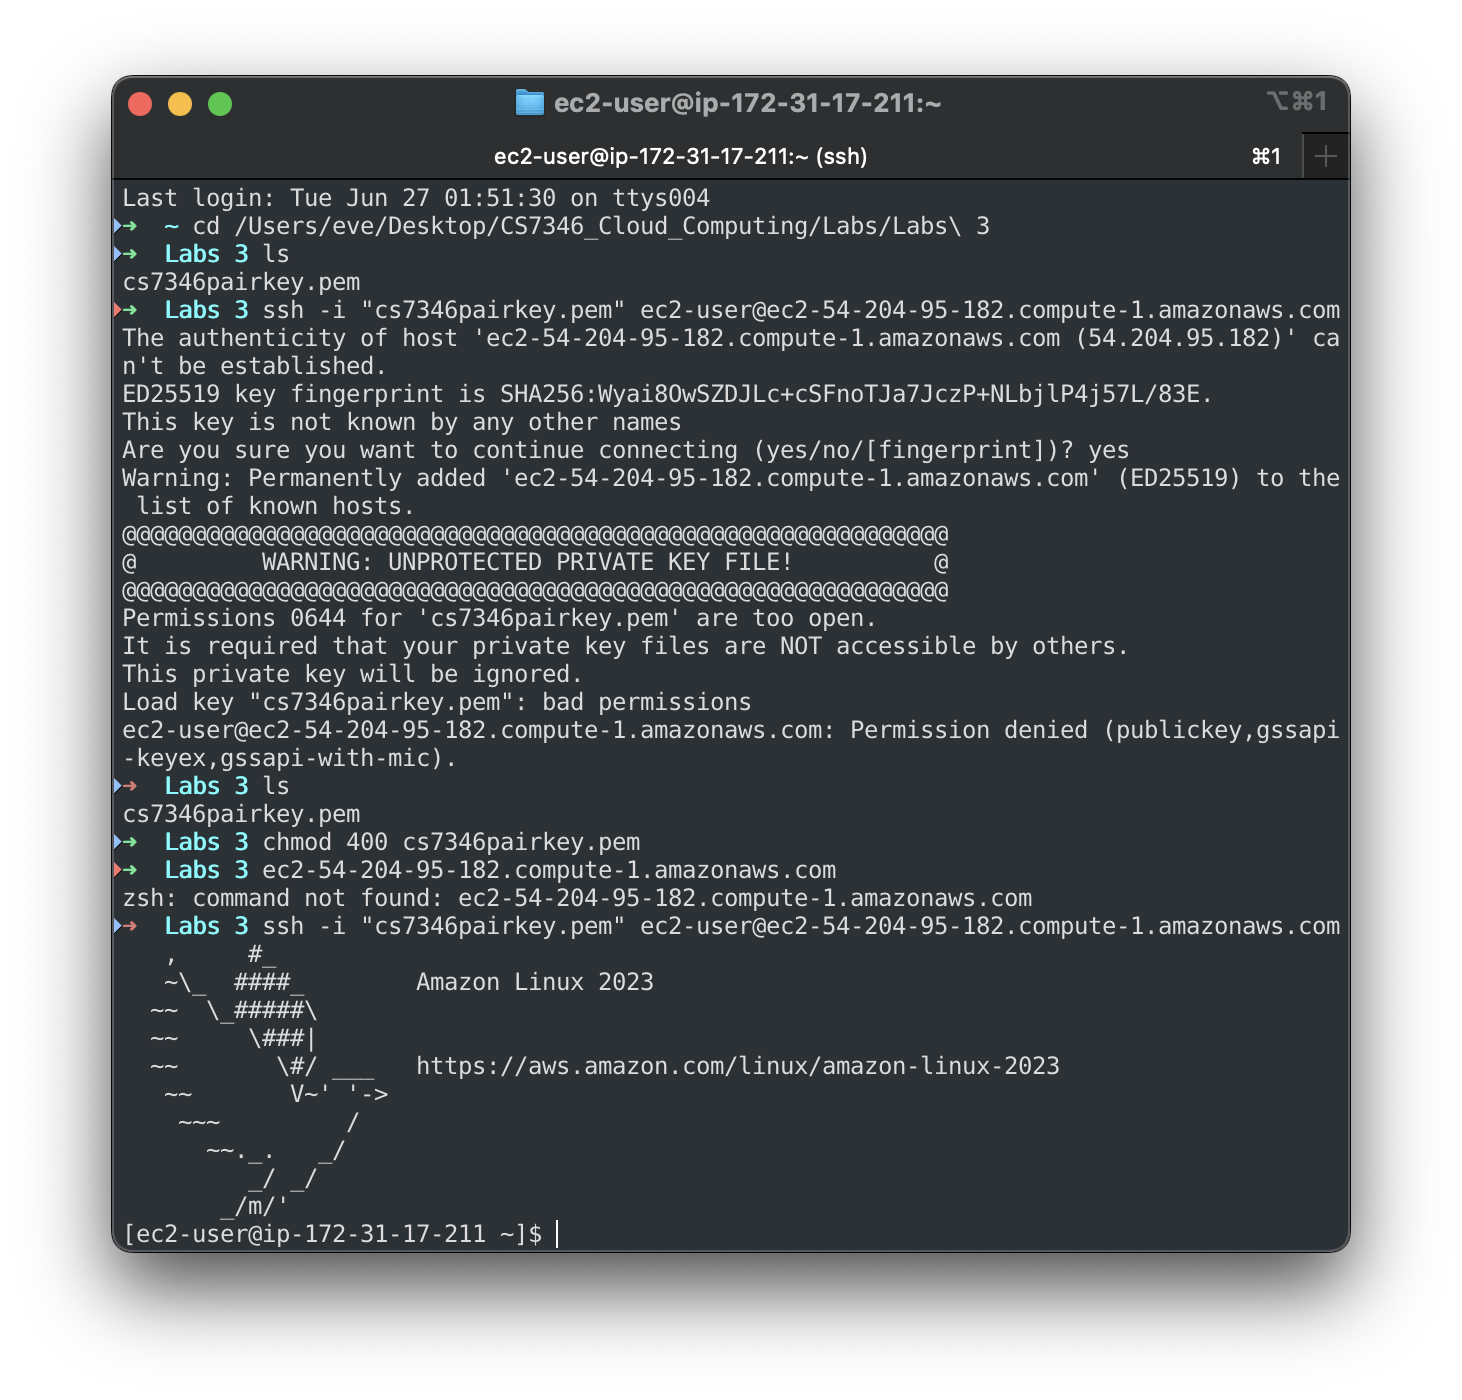 ec2-user@ip-172-31-17-211:~
⌥⌘1
ec2-user@ip-172-31-17-211:~ (ssh)
⌘1
Last login: Tue Jun 27 01:51:30 on ttys004
➜  ~ cd /Users/eve/Desktop/CS7346_Cloud_Computing/Labs/Labs\ 3
➜  Labs 3 ls
cs7346pairkey.pem
➜  Labs 3 ssh -i "cs7346pairkey.pem" ec2-user@ec2-54-204-95-182.compute-1.amazonaws.com
The authenticity of host 'ec2-54-204-95-182.compute-1.amazonaws.com (54.204.95.182)' ca
n't be established.
ED25519 key fingerprint is SHA256:Wyai8OwSZDJLc+cSFnoTJa7JczP+NLbjlP4j57L/83E.
This key is not known by any other names
Are you sure you want to continue connecting (yes/no/[fingerprint])? yes
Warning: Permanently added 'ec2-54-204-95-182.compute-1.amazonaws.com' (ED25519) to the
 list of known hosts.
@@@@@@@@@@@@@@@@@@@@@@@@@@@@@@@@@@@@@@@@@@@@@@@@@@@@@@@@@@@
@         WARNING: UNPROTECTED PRIVATE KEY FILE!          @
@@@@@@@@@@@@@@@@@@@@@@@@@@@@@@@@@@@@@@@@@@@@@@@@@@@@@@@@@@@
Permissions 0644 for 'cs7346pairkey.pem' are too open.
It is required that your private key files are NOT accessible by others.
This private key will be ignored.
Load key "cs7346pairkey.pem": bad permissions
ec2-user@ec2-54-204-95-182.compute-1.amazonaws.com: Permission denied (publickey,gssapi
-keyex,gssapi-with-mic).
➜  Labs 3 ls
cs7346pairkey.pem
➜  Labs 3 chmod 400 cs7346pairkey.pem
➜  Labs 3 ec2-54-204-95-182.compute-1.amazonaws.com
zsh: command not found: ec2-54-204-95-182.compute-1.amazonaws.com
➜  Labs 3 ssh -i "cs7346pairkey.pem" ec2-user@ec2-54-204-95-182.compute-1.amazonaws.com
   ,     #_
   ~\_  ####_        Amazon Linux 2023
  ~~  \_#####\
  ~~     \###|
  ~~       \#/ ___   https://aws.amazon.com/linux/amazon-linux-2023
   ~~       V~' '->
    ~~~         /
      ~~._.   _/
         _/ _/
       _/m/'
[ec2-user@ip-172-31-17-211 ~]$